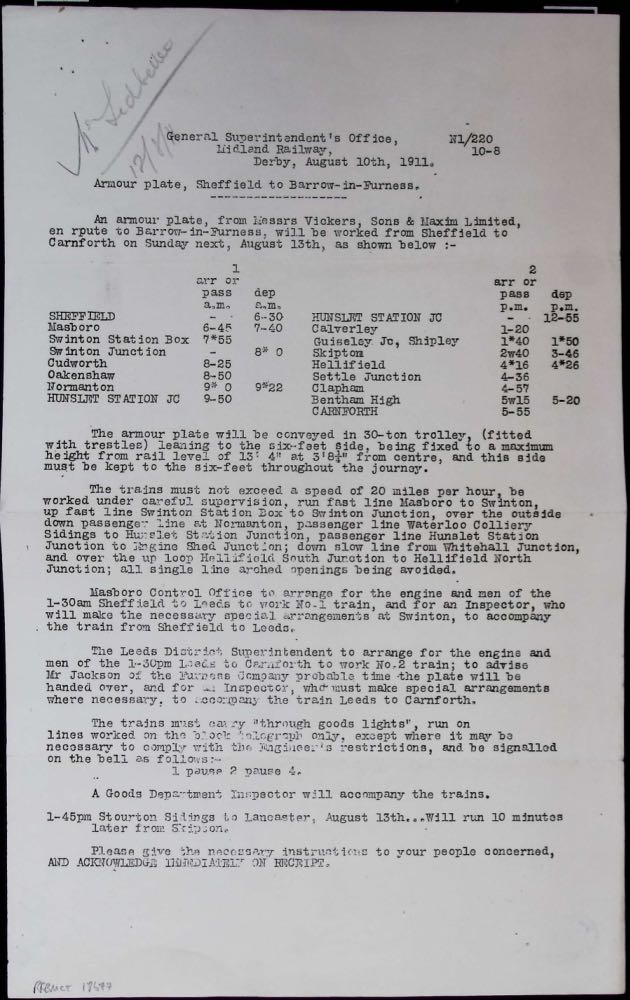 Mr Ledbetter
12/8/11
General Superintendent's Office, N1/220
Midland Railway, 10-8
Derby, August 10th, 1911.
Armour plate, Sheffield to Barrow-in-Furness.
An armour plate, from Messrs Vickers, Sons & Maxim Limited,
en rpute to Barrow-in-Furness, will be worked from Sheffield to
Carnforth on Sunday next, August 13th, as shown below :-
1 2
arr or arr or
pass dep pass dep
a.m. a.m. p.m. p.m.
SHEFFIELD - 6-30 HUNSLET STATION JC - 12-55
Masboro 6-45 7-40 Calverley 1-20
Swinton Station Box 7*55 Guiseley Jc, Shipley 1*40 1*50
Swinton Junction - 8* 0 Skipton 2w40 3-46
Cudworth 8-25 Hellifield 4*16 4*26
Oakenshaw 8-50 Settle Junction 4-36
Normanton 9* 0 9*22 Clapham 4-57
HUNSLET STATION JC 9-50 Bentham High 5w15 5-20
CARNFORTH 5-55
The armour plate will be conveyed in 30-ton trolley, (fitted
with trestles) leaning to the six-feet side, being fixed to a maximum
height from rail level of 13' 4" at 3'8¼" from centre, and this side
must be kept to the six-feet throughout the journey.
The trains must not exceed a speed of 20 miles per hour, be
worked under careful supervision, run fast line Masboro to Swinton,
up fast line Swinton Station Box to Swinton Junction, over the outside
down passenger line at Normanton, passenger line Waterloo Colliery
Sidings to Hunslet Station Junction, passenger line Hunslet Station
Junction to Engine Shed Junction; down slow line from Whitehall Junction,
and over the up loop Hellifield South Junction to Hellifield North
Junction; all single line arched openings being avoided.
Masboro Control Office to arrange for the engine and men of the
1-30am Sheffield to Leeds to work No.1 train, and for an Inspector, who
will make the necessary special arrangements at Swinton, to accompany
the train from Sheffield to Leeds.
The Leeds District Superintendent to arrange for the engine and
men of the 1-30pm Leeds to Carnforth to work No.2 train; to advise
Mr Jackson of the Furness Company probable time the plate will be
handed over, and for an Inspector, who must make special arrangements
where necessary, to accompany the train Leeds to Carnforth.
The trains must carry "through goods lights", run on
lines worked on the block telegraph only, except where it may be
necessary to comply with the Engineer's restrictions, and be signalled
on the bell as follows:-
1 pause 2 pause 4.
A Goods Department Inspector will accompany the trains.
1-45pm Stourton Sidings to Lancaster, August 13th...Will run 10 minutes
later from Skipton.
Please give the necessary instructions to your people concerned,
AND ACKNOWLEDGE IMMEDIATELY ON RECEIPT.